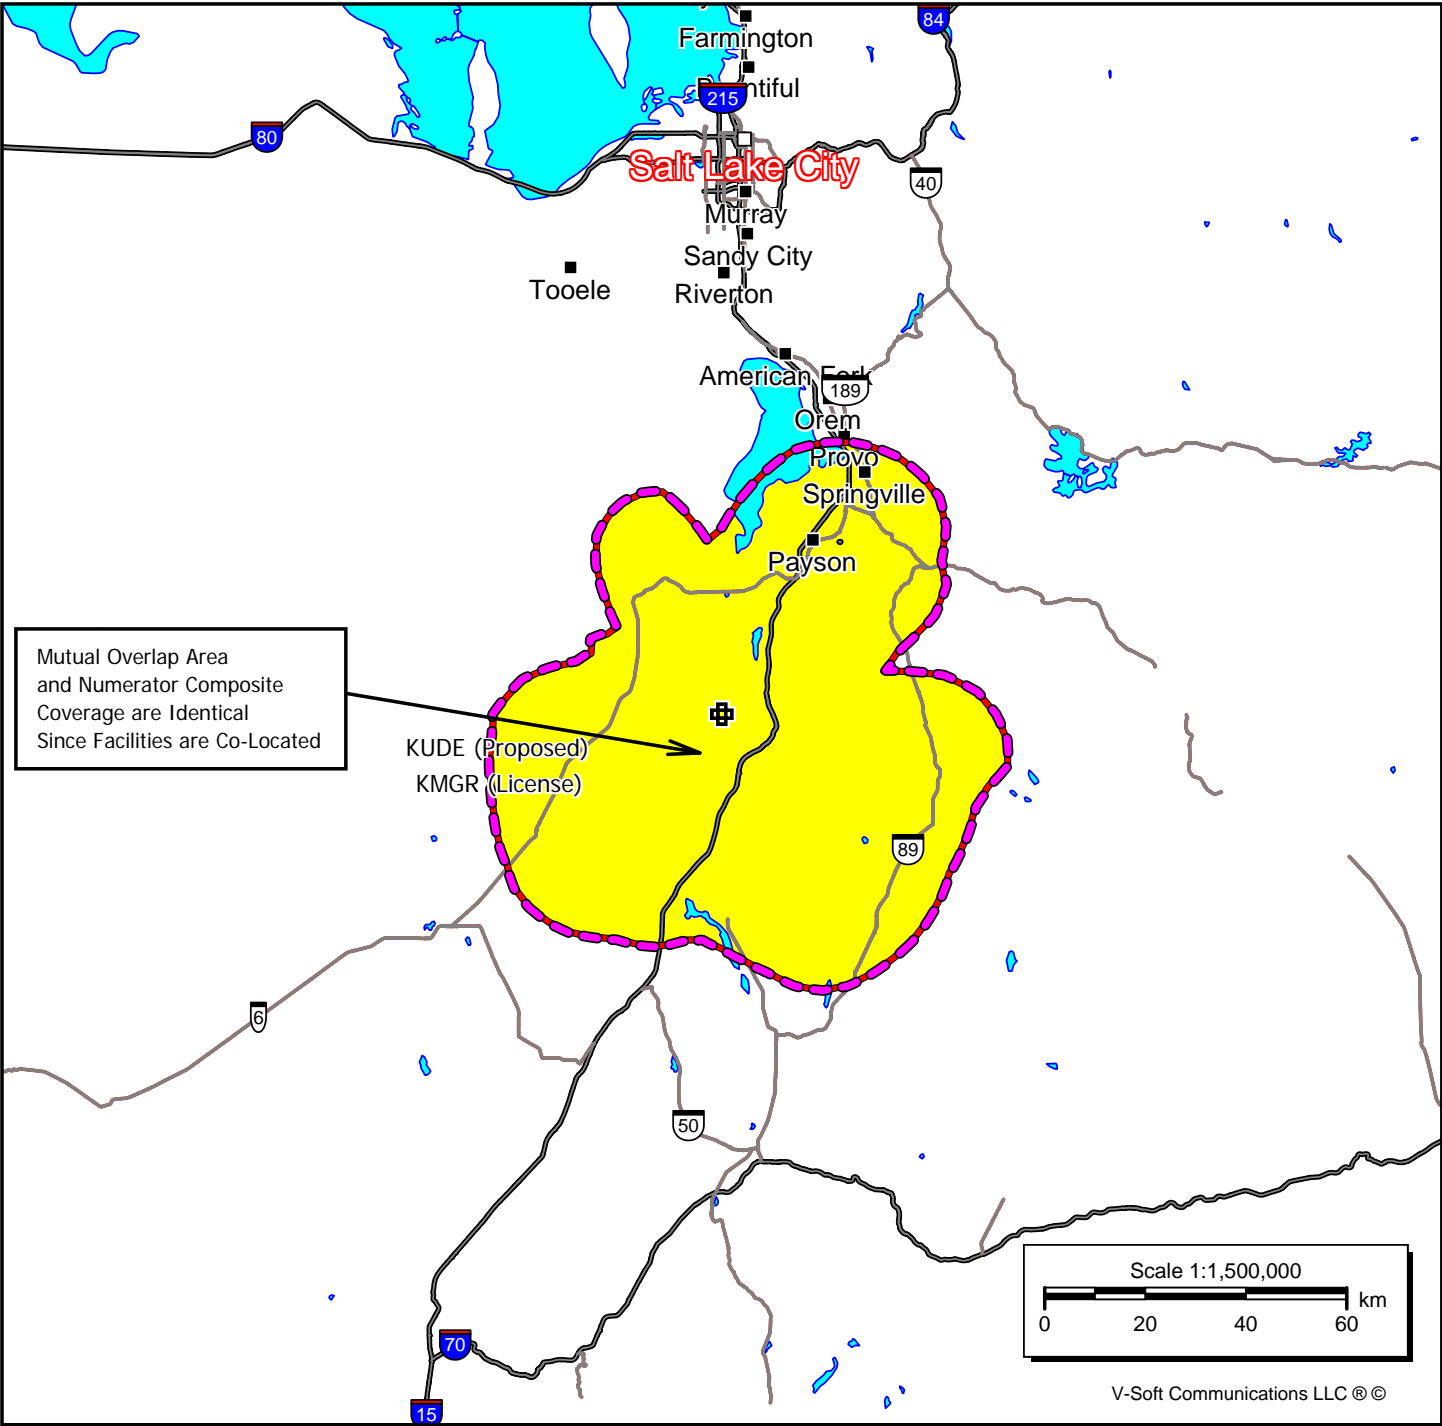 84
Farmington
Bountiful
215
80
Salt Lake City
40
Murray
Sandy City
Tooele
Riverton
American Fork
189
Orem
Provo
Springville
Payson
Mutual Overlap Area
and Numerator Composite
Coverage are Identical
Since Facilities are Co-Located
KUDE (Proposed)
KMGR (License)
89
6
50
Scale 1:1,500,000
km
0 20 40 60
70
V-Soft Communications LLC ® ©
15